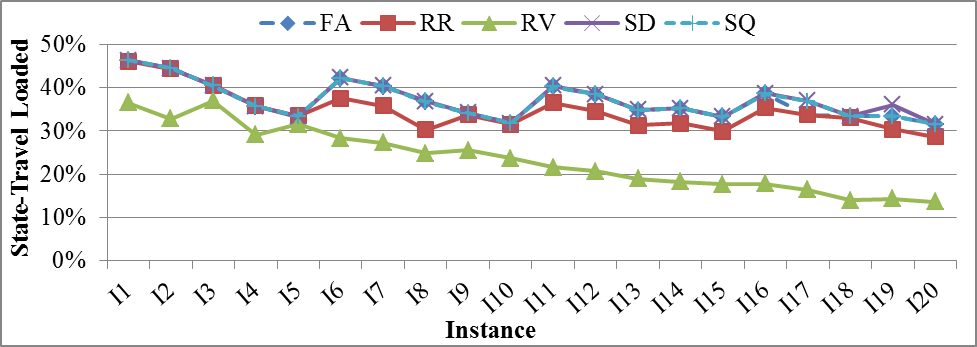 FA RR RV SD SQ
State-Travel Loaded
50%
40%
30%
20%
10%
0%
I1 I2 I3 I4 I5 I6 I7 I8 I9 I10 I11 I12 I13 I14 I15 I16 I17 I18 I19 I20
Instance